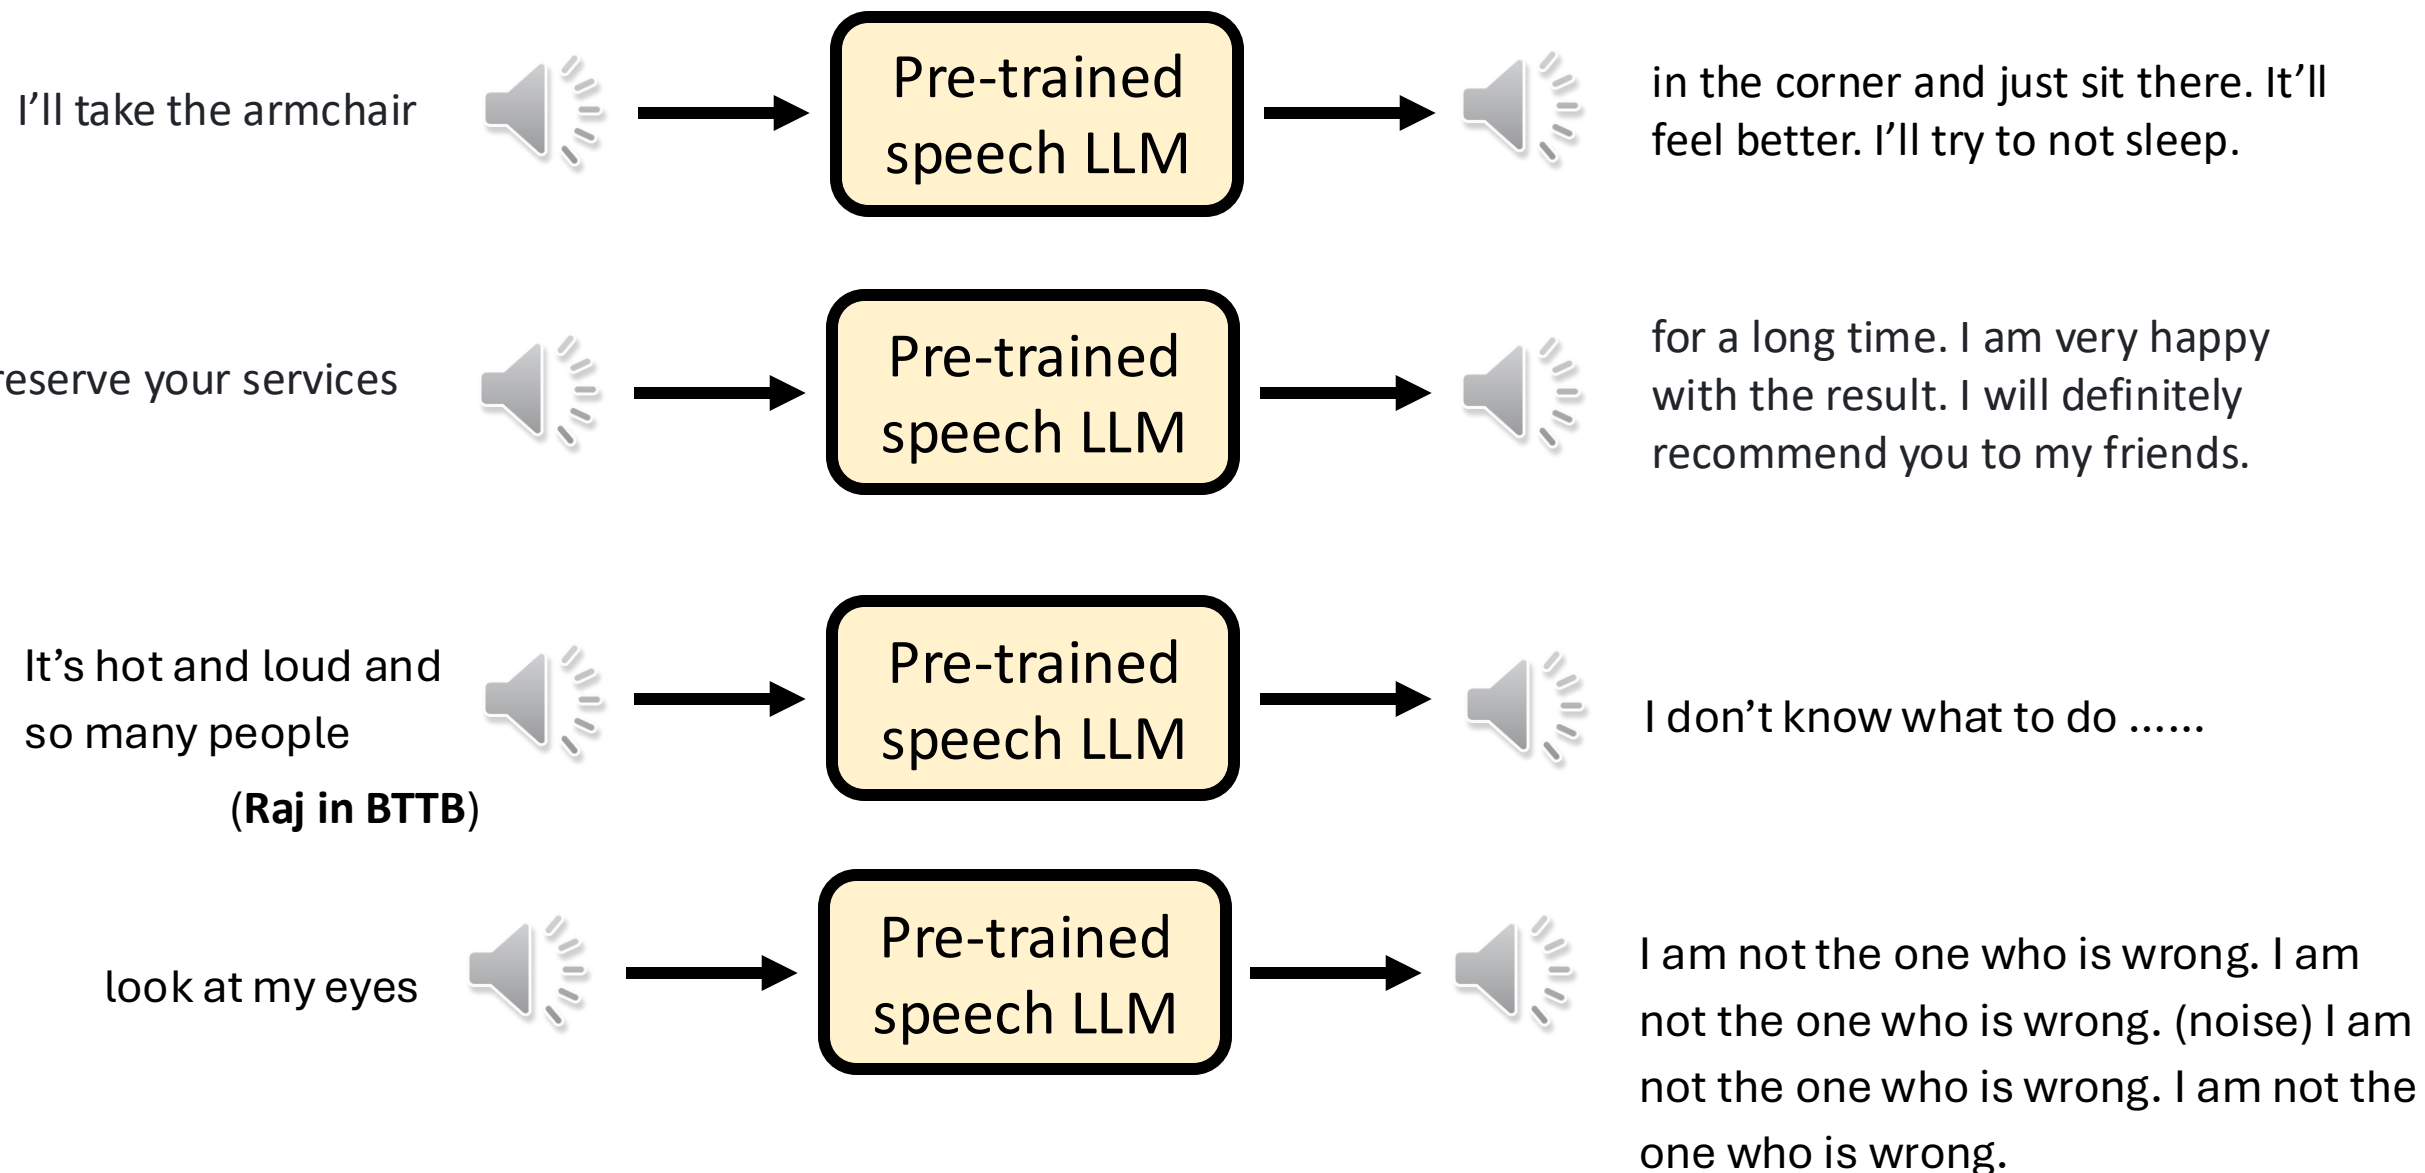 I'll take the armchair
Pre-trained
speech LLM
in the corner and just sit there. It'll
feel better. I'll try to not sleep.
reserve your services
Pre-trained
speech LLM
for a long time. I am very happy
with the result. I will definitely
recommend you to my friends.
It's hot and loud and
so many people
(Raj in BTTB)
Pre-trained
speech LLM
I don't know what to do ......
look at my eyes
Pre-trained
speech LLM
I am not the one who is wrong. I am
not the one who is wrong. (noise) I am
not the one who is wrong. I am not the
one who is wrong.